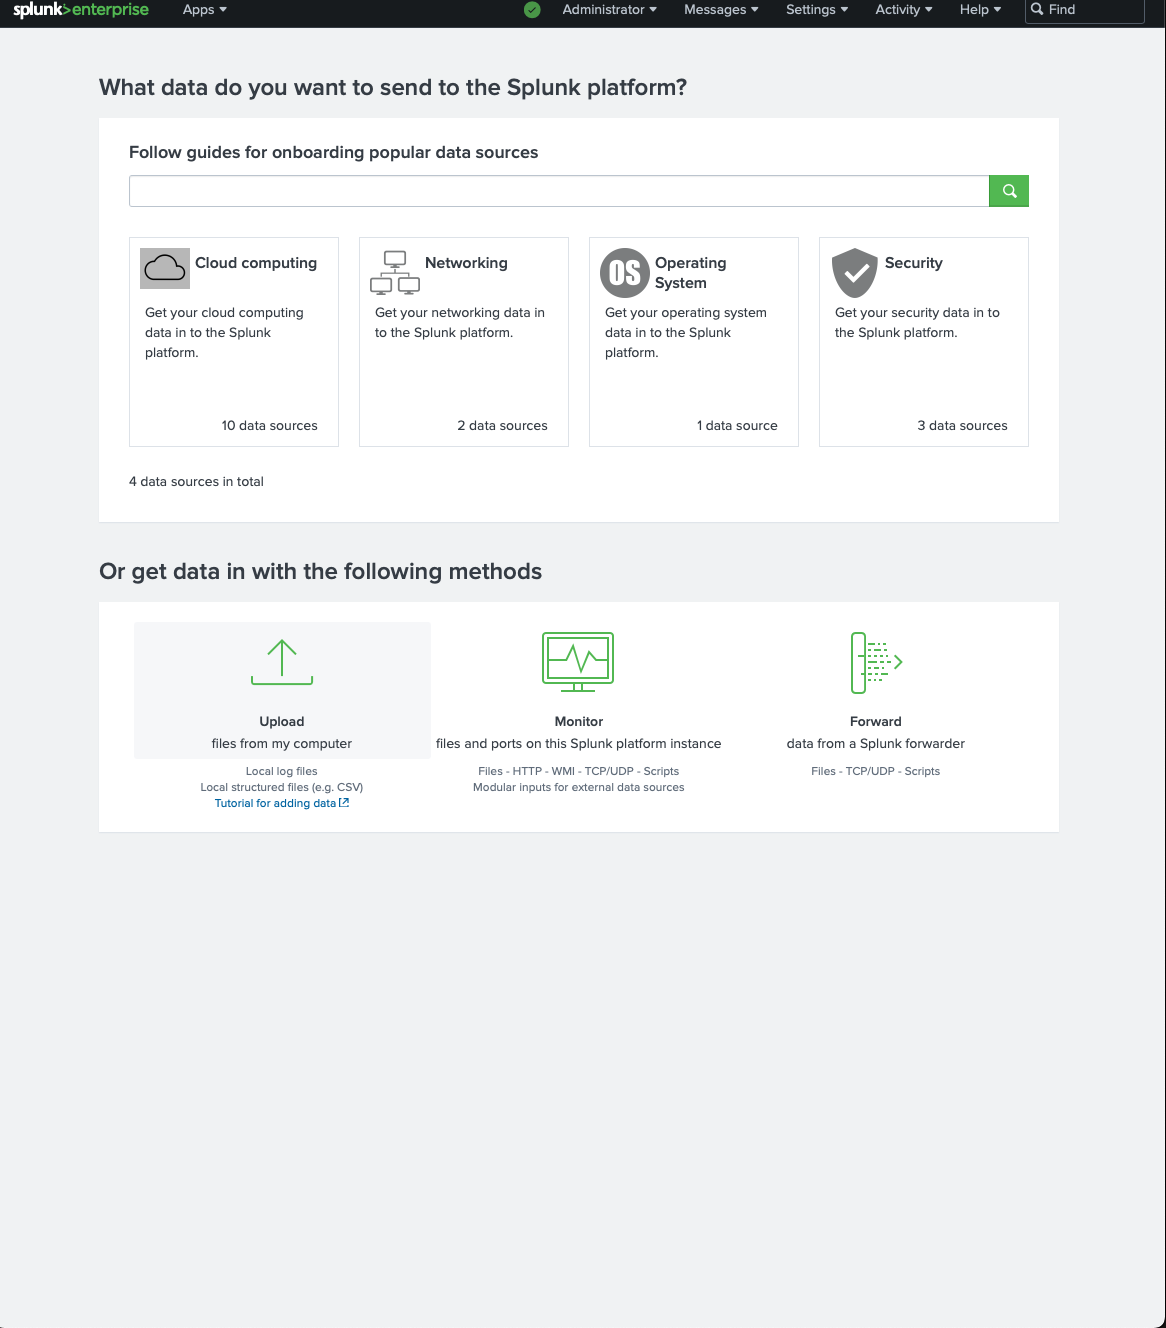 splunk>enterprise Apps Administrator Messages Settings Activity Help Find
What data do you want to send to the Splunk platform?
Follow guides for onboarding popular data sources
Cloud computing
Get your cloud computing
data in to the Splunk
platform.
10 data sources
Networking
Get your networking data in
to the Splunk platform.
2 data sources
OS Operating
System
Get your operating system
data in to the Splunk
platform.
1 data source
Security
Get your security data in to
the Splunk platform.
3 data sources
4 data sources in total
Or get data in with the following methods
Upload
files from my computer
Local log files
Local structured files (e.g. CSV)
Tutorial for adding data
Monitor
files and ports on this Splunk platform instance
Files - HTTP - WMI - TCP/UDP - Scripts
Modular inputs for external data sources
Forward
data from a Splunk forwarder
Files - TCP/UDP - Scripts